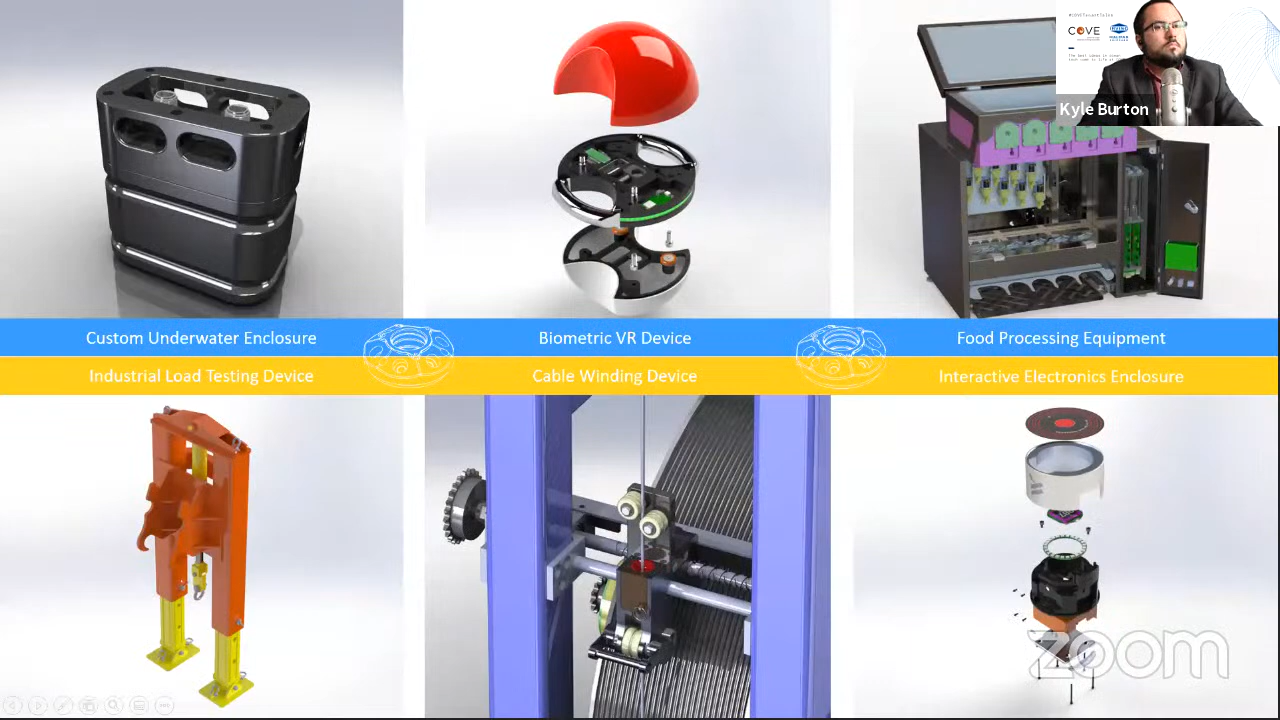 COVE
Kyle Burton
Custom Underwater Enclosure
Biometric VR Device
Food Processing Equipment
Industrial Load Testing Device
Cable Winding Device
Interactive Electronics Enclosure
zoom